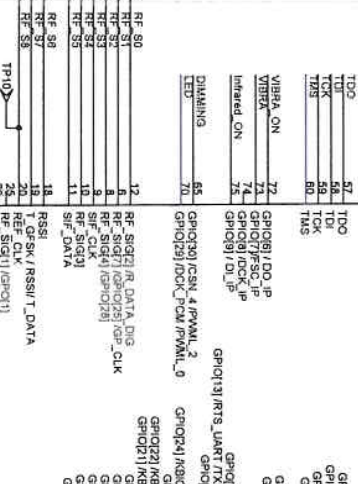 TDO 57 TDO
TDI 58 TDI
TCK 59 TCK
TMS 60 TMS
VIBRA_ON 72 GPIO[6] / DO_IP
VIBRA 73 GPIO[7]/FSC_IP
74 GPIO[8] /DCK_IP
Infrared_ON 75 GPIO[9] / DI_IP
DIMMING 65 GPIO[30] /CSN_4 /PWM1_2
LED 70 GPIO[29] /DCK_PCM /PWM1_0
GPIO[13] /RTS_UART /TX
GPIO[24] /KBIO
GPIO[22] /KB
GPIO[21] /KB
RF_S0 12 RF_SIG[2] /R_DATA_DIG
RF_S1 6 RF_SIG[7] /GPIO[25] /GP_CLK
RF_S2 8 RF_SIG[4] /GPIO[28]
RF_S3 9 SIF_CLK
RF_S4 10 RF_SIG[3]
RF_S5 11 SIF_DATA
RF_S6 18 RSSI
RF_S7 19 T_GFSK / RSSI/ T_DATA
RF_S8 20 REF_CLK
TP10 25 RF_SIG[1] /GPO[1]